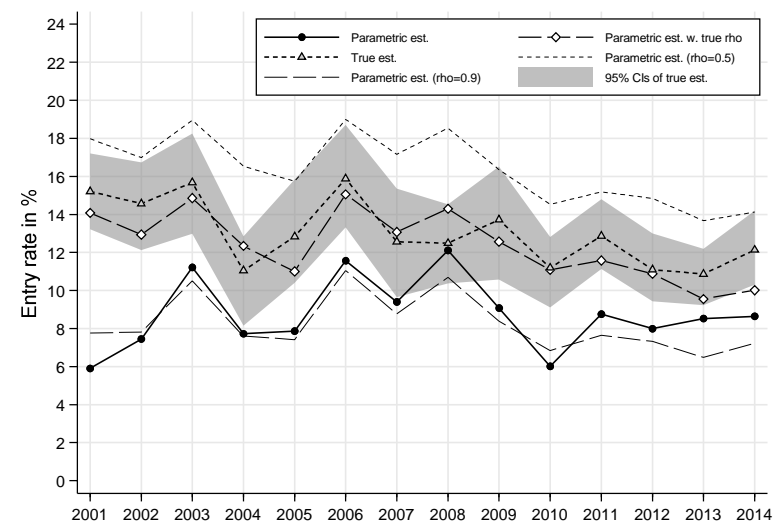 24
22
20
18
16
14
12
10
8
6
4
2
0
Entry rate in %
Parametric est.
Parametric est. w. true rho
True est.
Parametric est. (rho=0.5)
Parametric est. (rho=0.9)
95% CIs of true est.
2001 2002 2003 2004 2005 2006 2007 2008 2009 2010 2011 2012 2013 2014